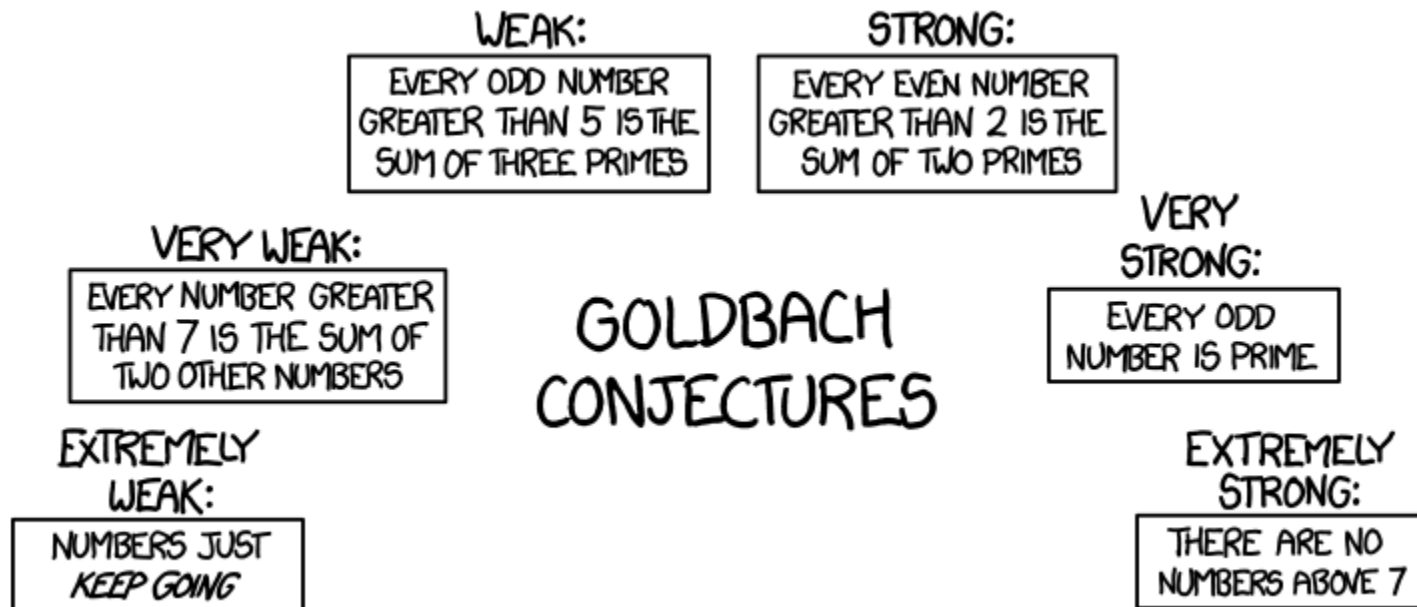 WEAK:
EVERY ODD NUMBER
GREATER THAN 5 IS THE
SUM OF THREE PRIMES
STRONG:
EVERY EVEN NUMBER
GREATER THAN 2 IS THE
SUM OF TWO PRIMES
VERY WEAK:
EVERY NUMBER GREATER
THAN 7 IS THE SUM OF
TWO OTHER NUMBERS
GOLDBACH
CONJECTURES
VERY
STRONG:
EVERY ODD
NUMBER IS PRIME
EXTREMELY
WEAK:
NUMBERS JUST
KEEP GOING
EXTREMELY
STRONG:
THERE ARE NO
NUMBERS ABOVE 7